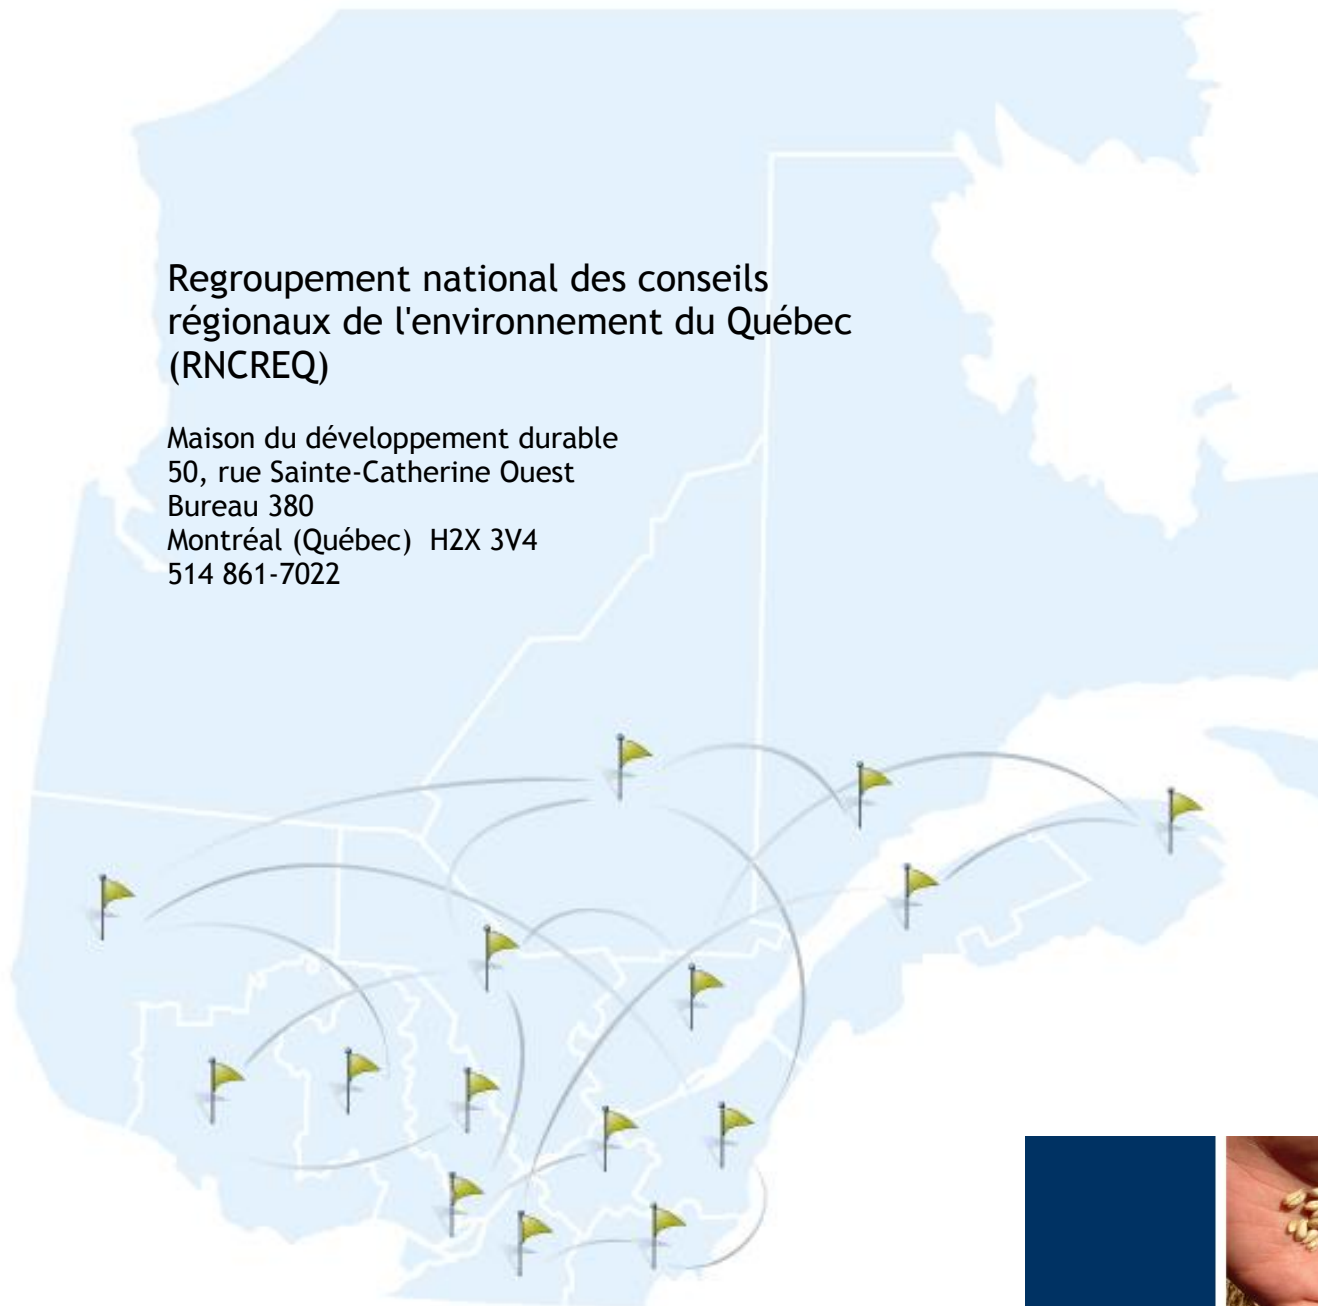 Regroupement national des conseils
régionaux de l'environnement du Québec
(RNCREQ)
Maison du développement durable
50, rue Sainte-Catherine Ouest
Bureau 380
Montréal (Québec)  H2X 3V4
514 861-7022